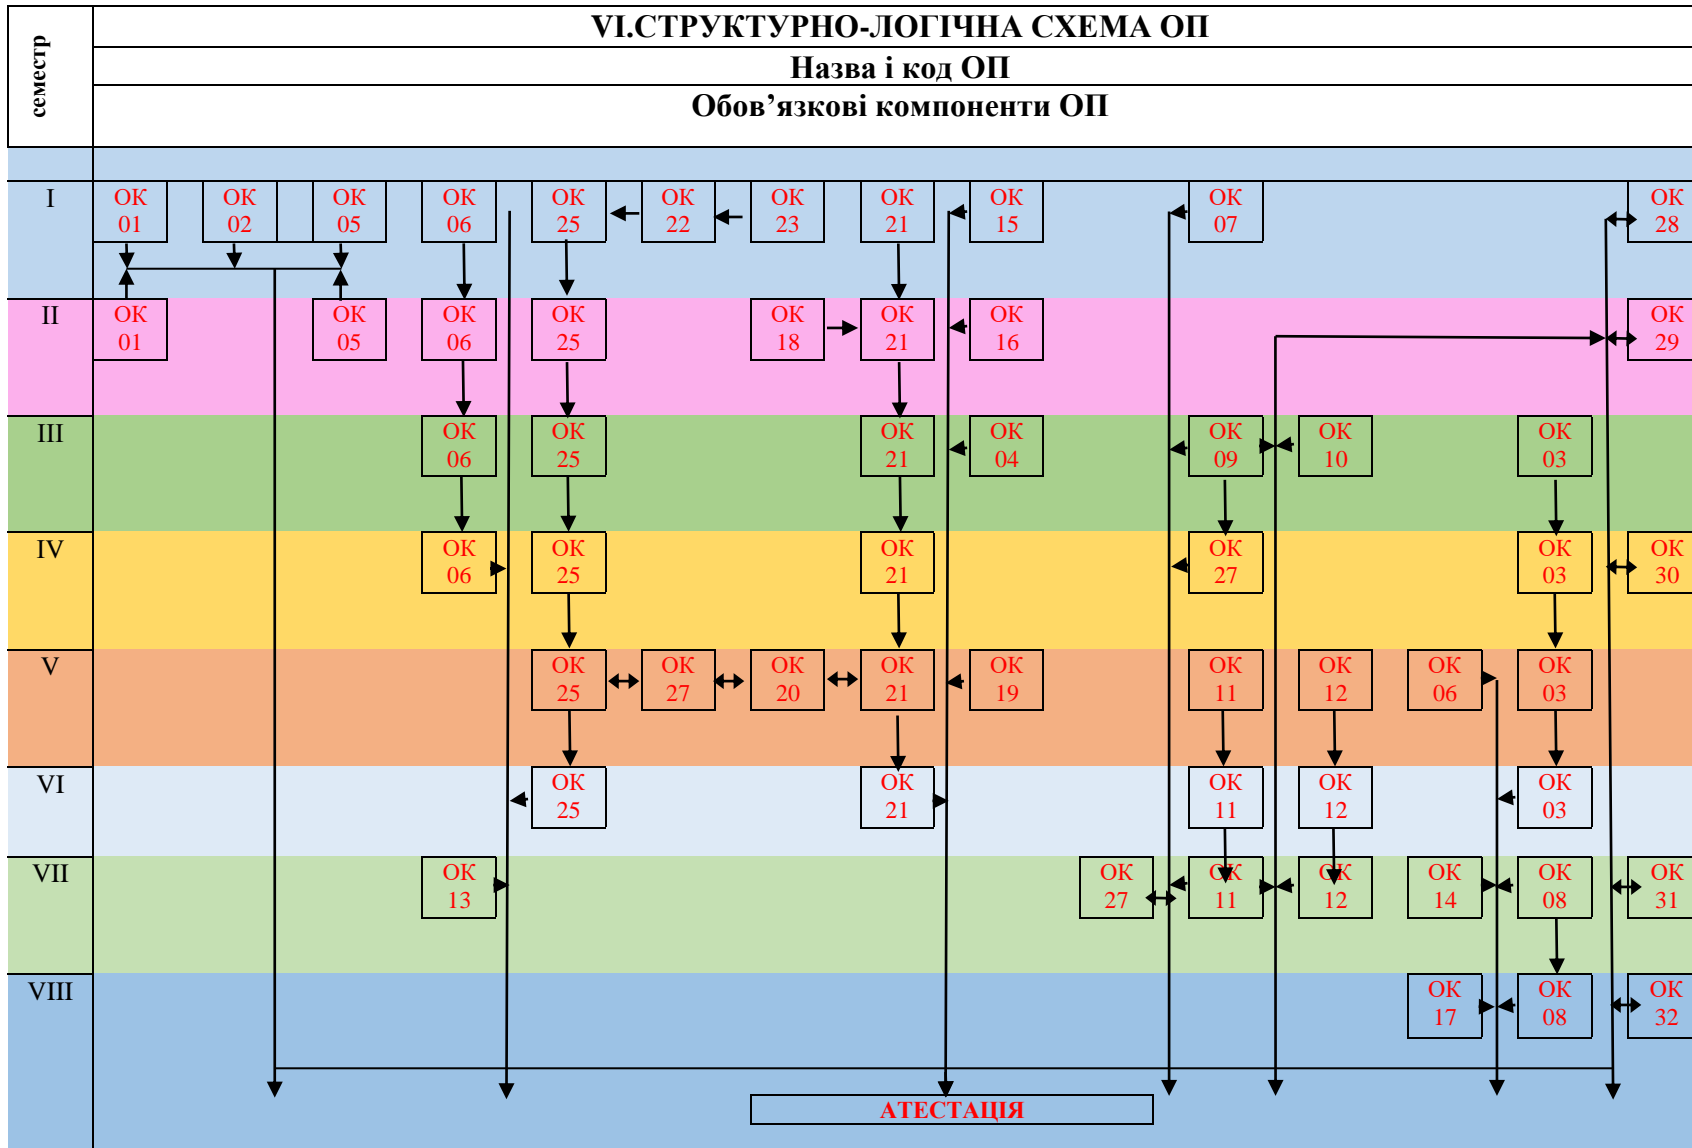 семестр
VI.СТРУКТУРНО-ЛОГІЧНА СХЕМА ОП
Назва і код ОП
Обов’язкові компоненти ОП
I
ОК 01
ОК 02
ОК 05
ОК 06
ОК 25
ОК 22
ОК 23
ОК 21
ОК 15
ОК 07
ОК 28
II
ОК 01
ОК 05
ОК 06
ОК 25
ОК 18
ОК 21
ОК 16
ОК 29
III
ОК 06
ОК 25
ОК 21
ОК 04
ОК 09
ОК 10
ОК 03
IV
ОК 06
ОК 25
ОК 21
ОК 27
ОК 03
ОК 30
V
ОК 25
ОК 27
ОК 20
ОК 21
ОК 19
ОК 11
ОК 12
ОК 06
ОК 03
VI
ОК 25
ОК 21
ОК 11
ОК 12
ОК 03
VII
ОК 13
ОК 27
ОК 11
ОК 12
ОК 14
ОК 08
ОК 31
VIII
ОК 17
ОК 08
ОК 32
АТЕСТАЦІЯ